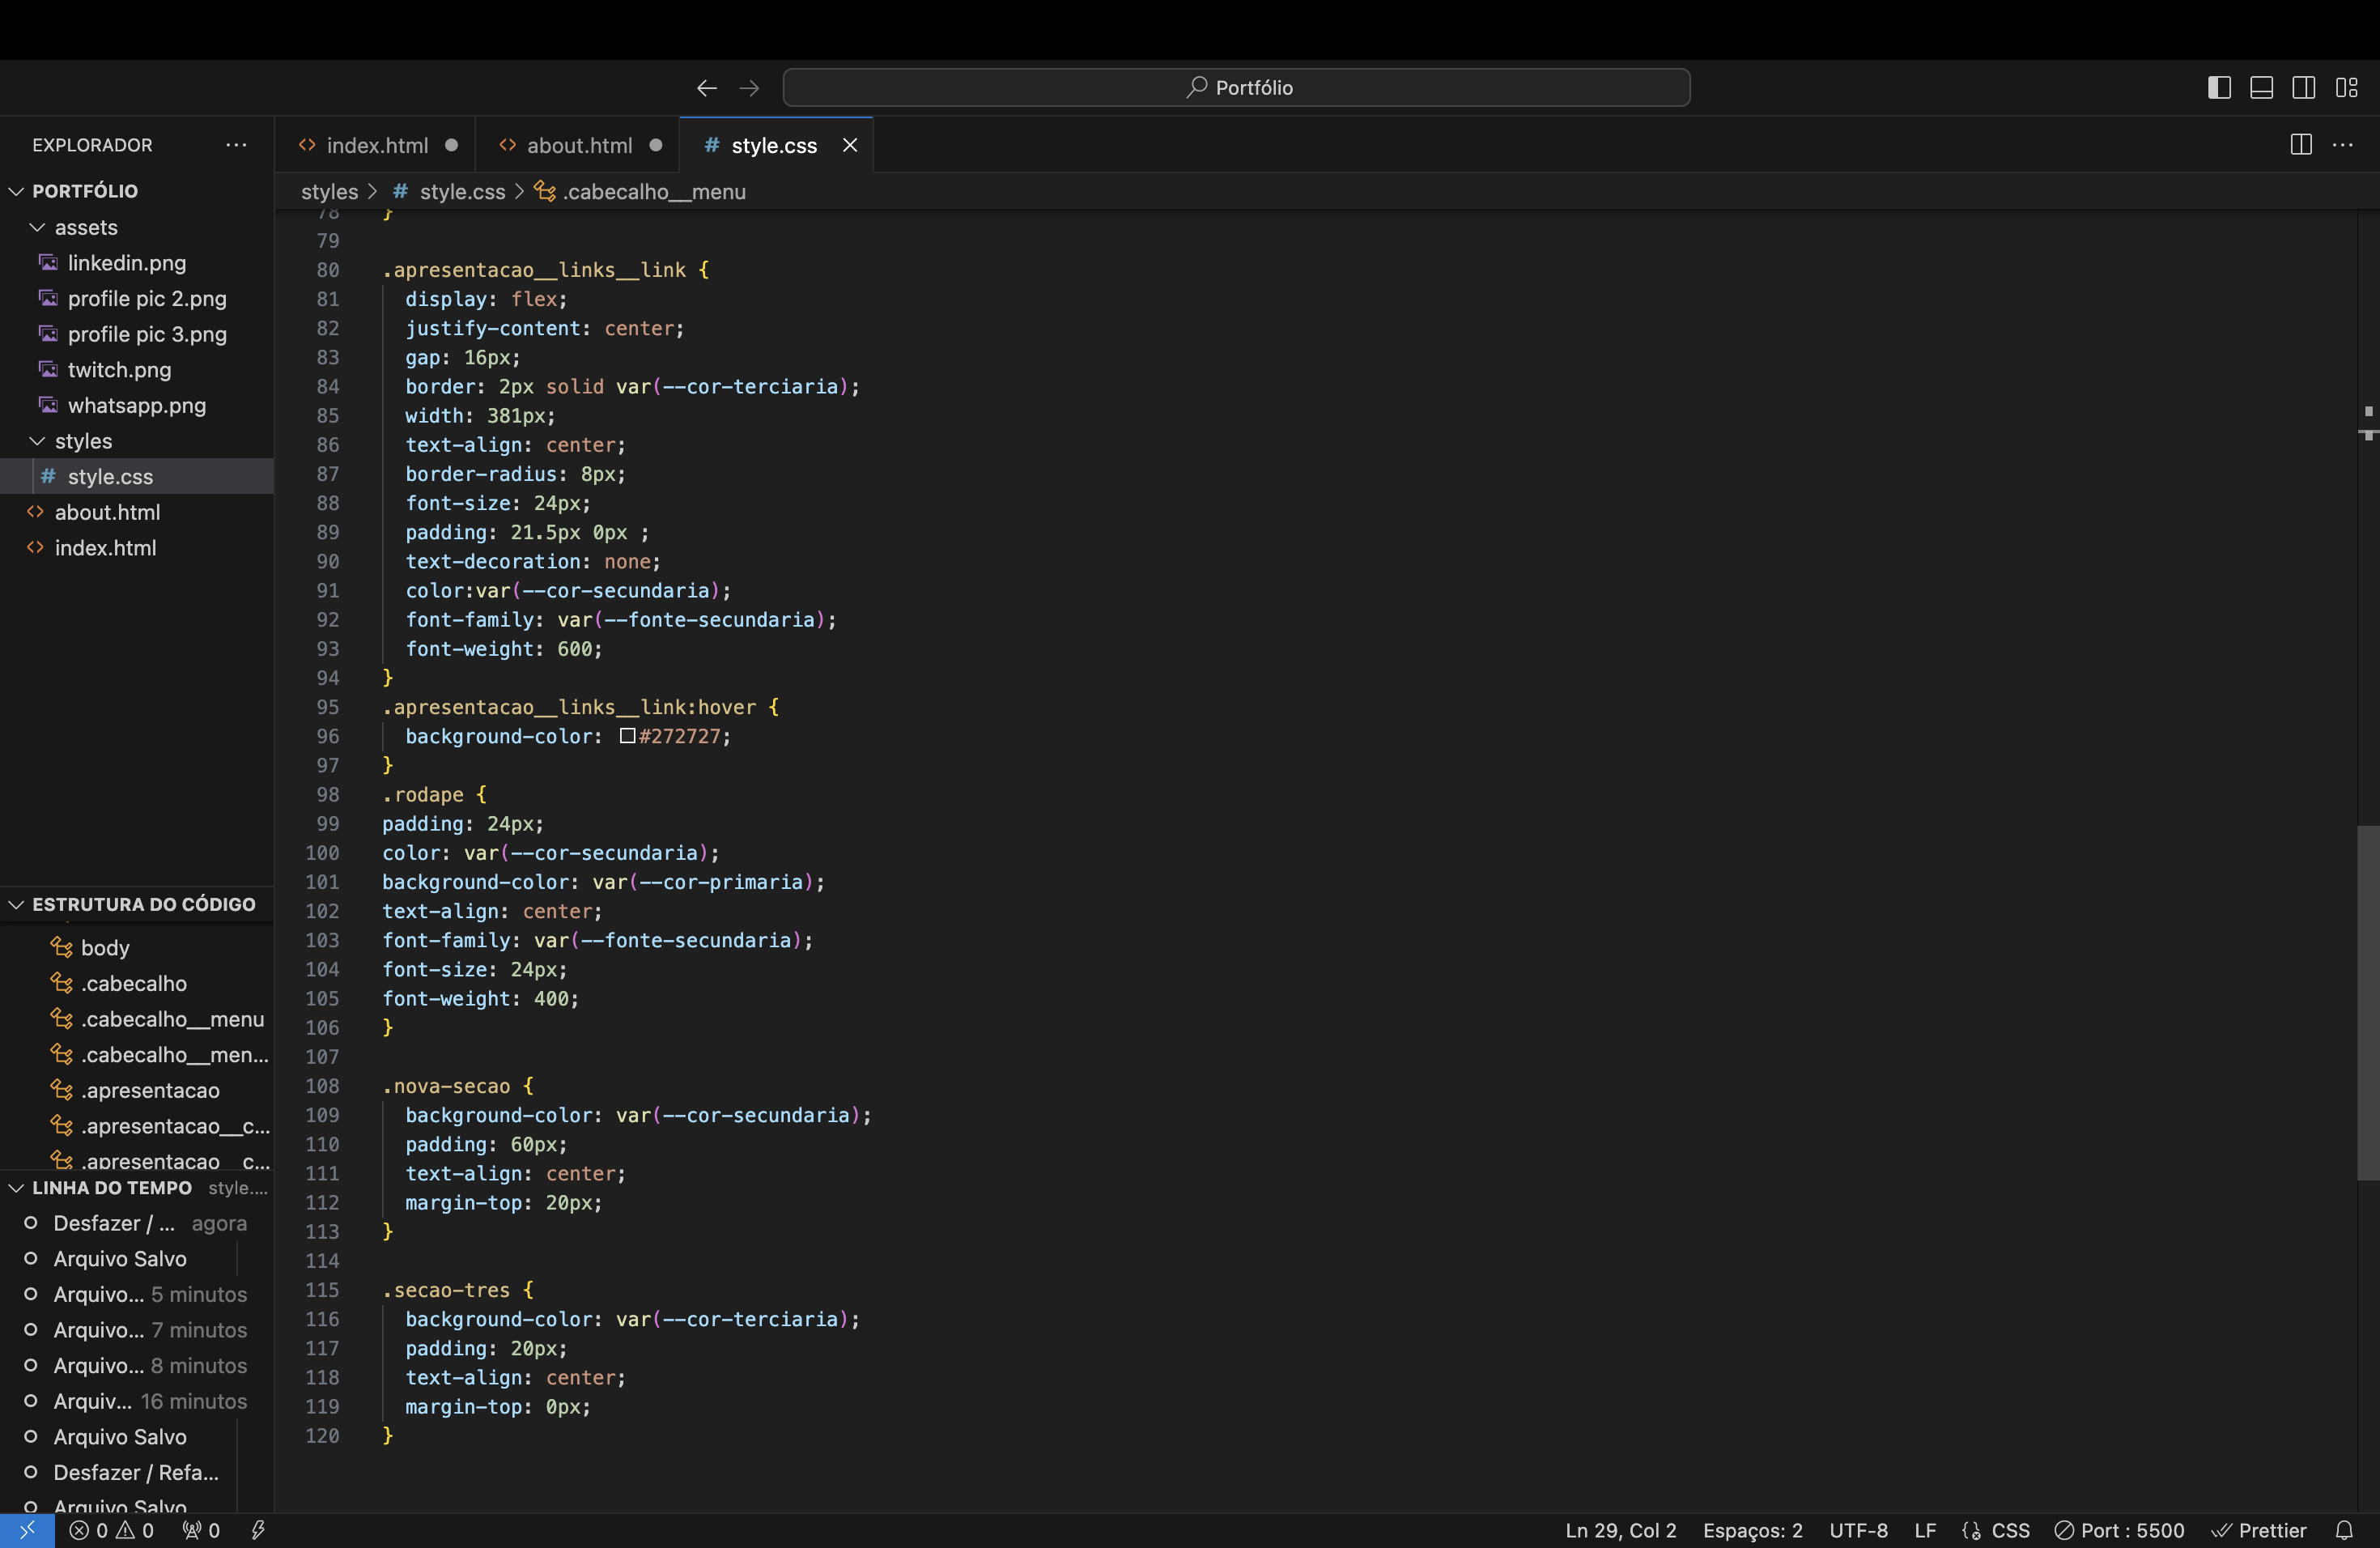 Portfólio
EXPLORADOR
PORTFÓLIO
assets
linkedin.png
profile pic 2.png
profile pic 3.png
twitch.png
whatsapp.png
styles
# style.css
about.html
index.html
ESTRUTURA DO CÓDIGO
body
.cabecalho
.cabecalho__menu
.cabecalho__men...
.apresentacao
.apresentacao__c...
.apresentacao__c...
LINHA DO TEMPO style....
Desfazer / ... agora
Arquivo Salvo
Arquivo... 5 minutos
Arquivo... 7 minutos
Arquivo... 8 minutos
Arquiv... 16 minutos
Arquivo Salvo
Desfazer / Refa...
Arquivo Salvo
index.html about.html # style.css
styles > # style.css > .cabecalho__menu
78 }
79
80 .apresentacao__links__link {
81 display: flex;
82 justify-content: center;
83 gap: 16px;
84 border: 2px solid var(--cor-terciaria);
85 width: 381px;
86 text-align: center;
87 border-radius: 8px;
88 font-size: 24px;
89 padding: 21.5px 0px ;
90 text-decoration: none;
91 color:var(--cor-secundaria);
92 font-family: var(--fonte-secundaria);
93 font-weight: 600;
94 }
95 .apresentacao__links__link:hover {
96 background-color: #272727;
97 }
98 .rodape {
99 padding: 24px;
100 color: var(--cor-secundaria);
101 background-color: var(--cor-primaria);
102 text-align: center;
103 font-family: var(--fonte-secundaria);
104 font-size: 24px;
105 font-weight: 400;
106 }
107
108 .nova-secao {
109 background-color: var(--cor-secundaria);
110 padding: 60px;
111 text-align: center;
112 margin-top: 20px;
113 }
114
115 .secao-tres {
116 background-color: var(--cor-terciaria);
117 padding: 20px;
118 text-align: center;
119 margin-top: 0px;
120 }
0 0 0 Ln 29, Col 2 Espaços: 2 UTF-8 LF CSS Port : 5500 Prettier